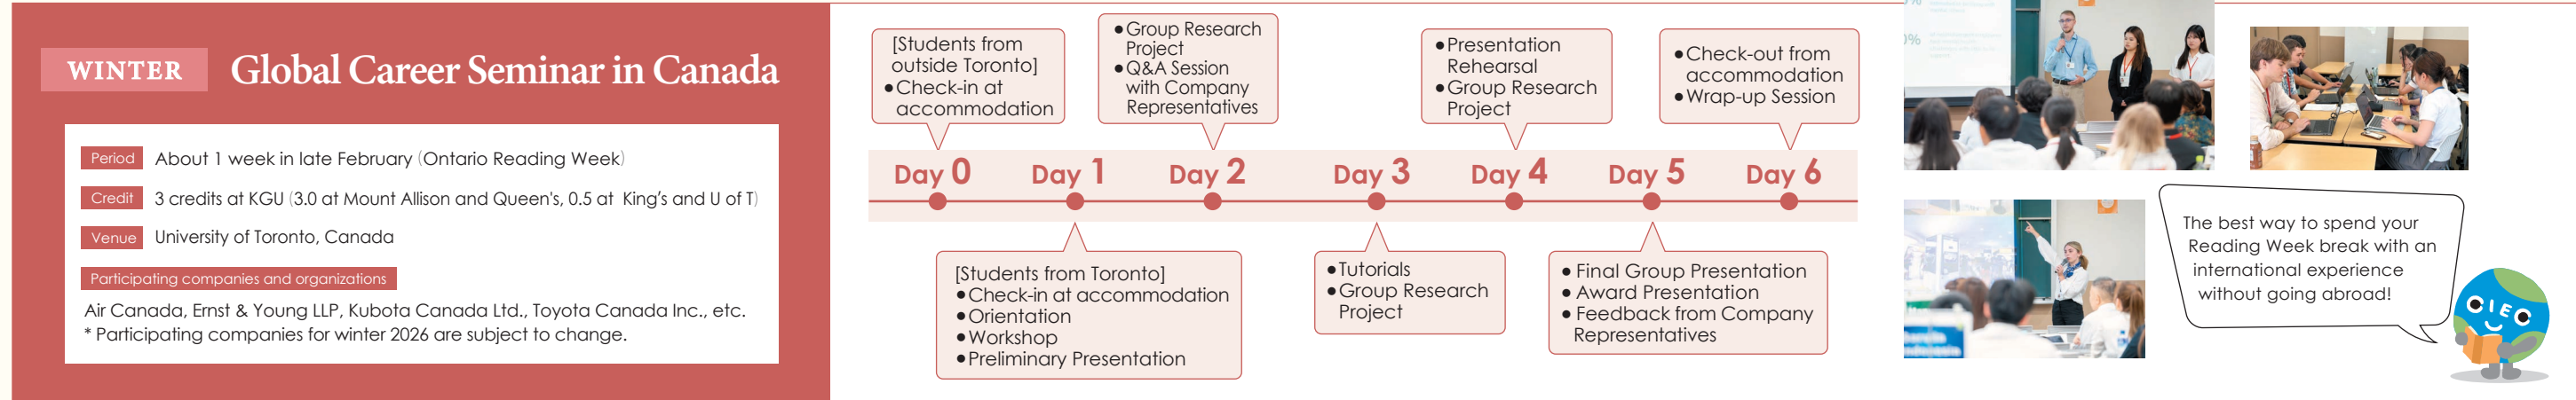 WINTER Global Career Seminar in Canada
Period About 1 week in late February (Ontario Reading Week)
Credit 3 credits at KGU (3.0 at Mount Allison and Queen's, 0.5 at King's and U of T)
Venue University of Toronto, Canada
Participating companies and organizations
Air Canada, Ernst & Young LLP, Kubota Canada Ltd., Toyota Canada Inc., etc.
* Participating companies for winter 2026 are subject to change.
[Students from
outside Toronto]
●Check-in at
accommodation
●Group Research
Project
●Q&A Session
with Company
Representatives
●Presentation
Rehearsal
●Group Research
Project
●Check-out from
accommodation
●Wrap-up Session
Day 0 Day 1 Day 2 Day 3 Day 4 Day 5 Day 6
[Students from Toronto]
●Check-in at accommodation
●Orientation
●Workshop
●Preliminary Presentation
●Tutorials
●Group Research
Project
● Final Group Presentation
● Award Presentation
● Feedback from Company
Representatives
The best way to spend your
Reading Week break with an
international experience
without going abroad!
CIEC